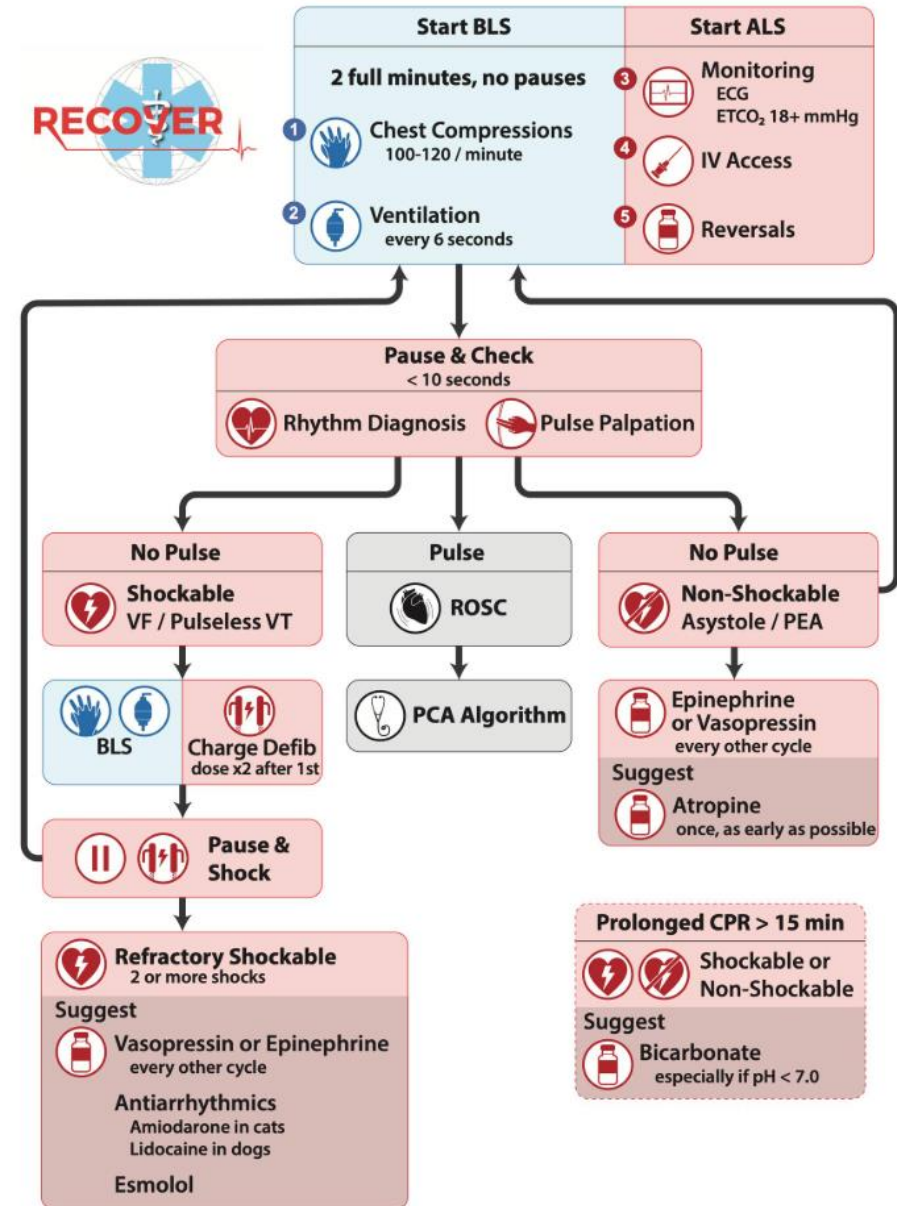 RECOVER
Start BLS
2 full minutes, no pauses
1
Chest Compressions
100-120 / minute
2
Ventilation
every 6 seconds
Start ALS
3
Monitoring
ECG
ETCO₂ 18+ mmHg
4
IV Access
5
Reversals
Pause & Check
< 10 seconds
Rhythm Diagnosis
Pulse Palpation
No Pulse
Shockable
VF / Pulseless VT
BLS
Charge Defib
dose x2 after 1st
Pause &
Shock
Refractory Shockable
2 or more shocks
Suggest
Vasopressin or Epinephrine
every other cycle
Antiarrhythmics
Amiodarone in cats
Lidocaine in dogs
Esmolol
Pulse
ROSC
PCA Algorithm
No Pulse
Non-Shockable
Asystole / PEA
Epinephrine
or Vasopressin
every other cycle
Suggest
Atropine
once, as early as possible
Prolonged CPR > 15 min
Shockable or
Non-Shockable
Suggest
Bicarbonate
especially if pH < 7.0